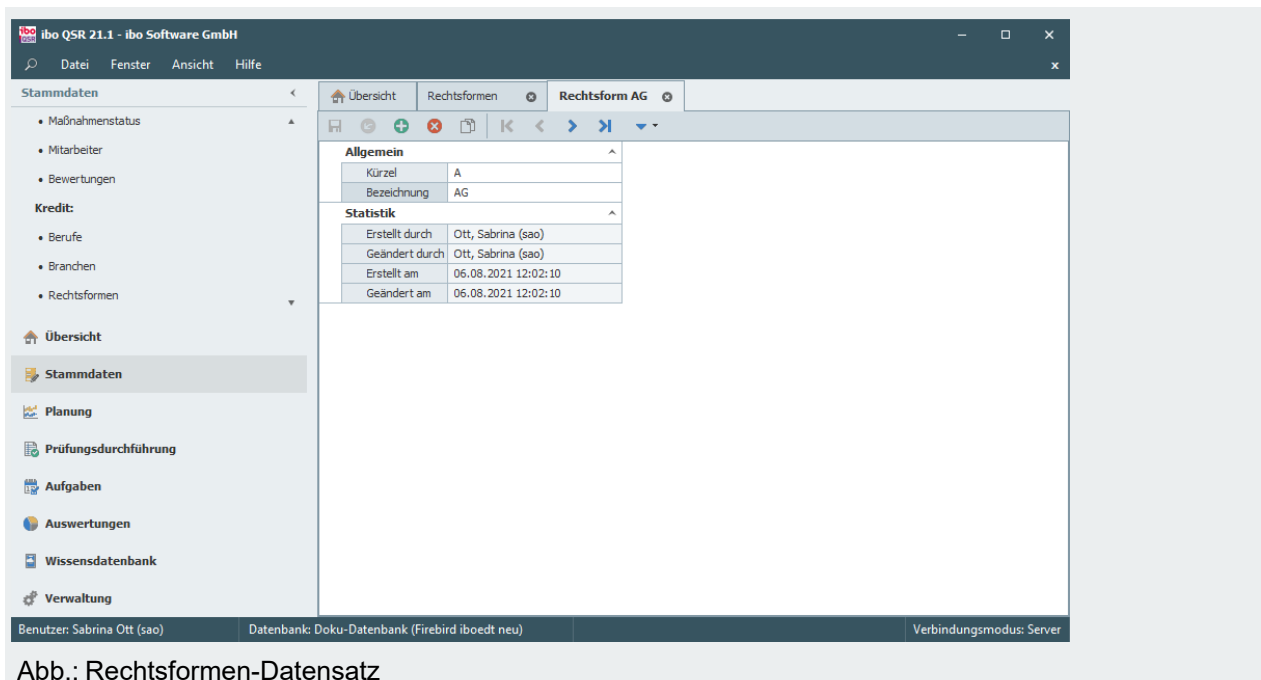 ibo QSR 21.1 - ibo Software GmbH
Datei Fenster Ansicht Hilfe
Stammdaten
• Maßnahmenstatus
• Mitarbeiter
• Bewertungen
Kredit:
• Berufe
• Branchen
• Rechtsformen
Übersicht
Stammdaten
Planung
Prüfungsdurchführung
Aufgaben
Auswertungen
Wissensdatenbank
Verwaltung
Übersicht Rechtsformen Rechtsform AG
Allgemein
Kürzel A
Bezeichnung AG
Statistik
Erstellt durch Ott, Sabrina (sao)
Geändert durch Ott, Sabrina (sao)
Erstellt am 06.08.2021 12:02:10
Geändert am 06.08.2021 12:02:10
Benutzer: Sabrina Ott (sao) Datenbank: Doku-Datenbank (Firebird iboedt neu) Verbindungsmodus: Server
Abb.: Rechtsformen-Datensatz